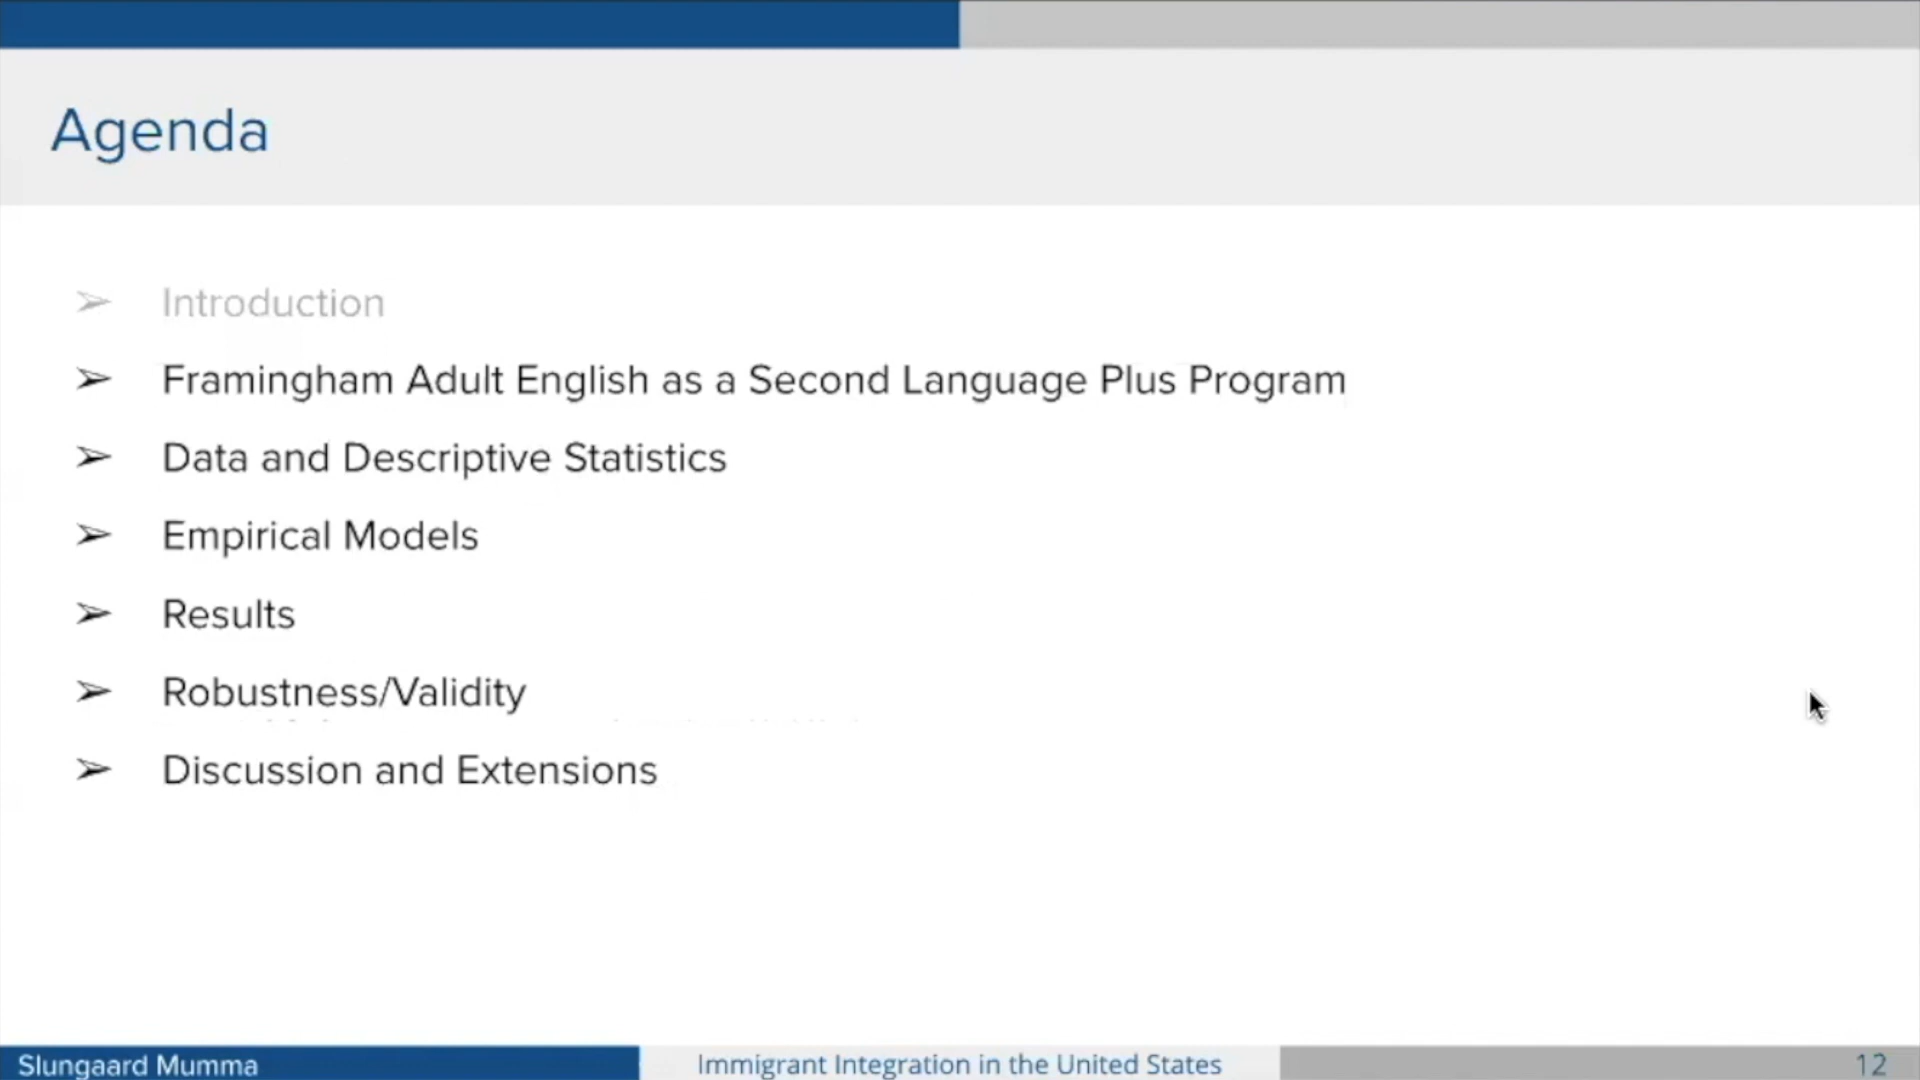 Agenda
➢ Introduction
➢ Framingham Adult English as a Second Language Plus Program
➢ Data and Descriptive Statistics
➢ Empirical Models
➢ Results
➢ Robustness/Validity
➢ Discussion and Extensions
Slungaard Mumma
Immigrant Integration in the United States
12